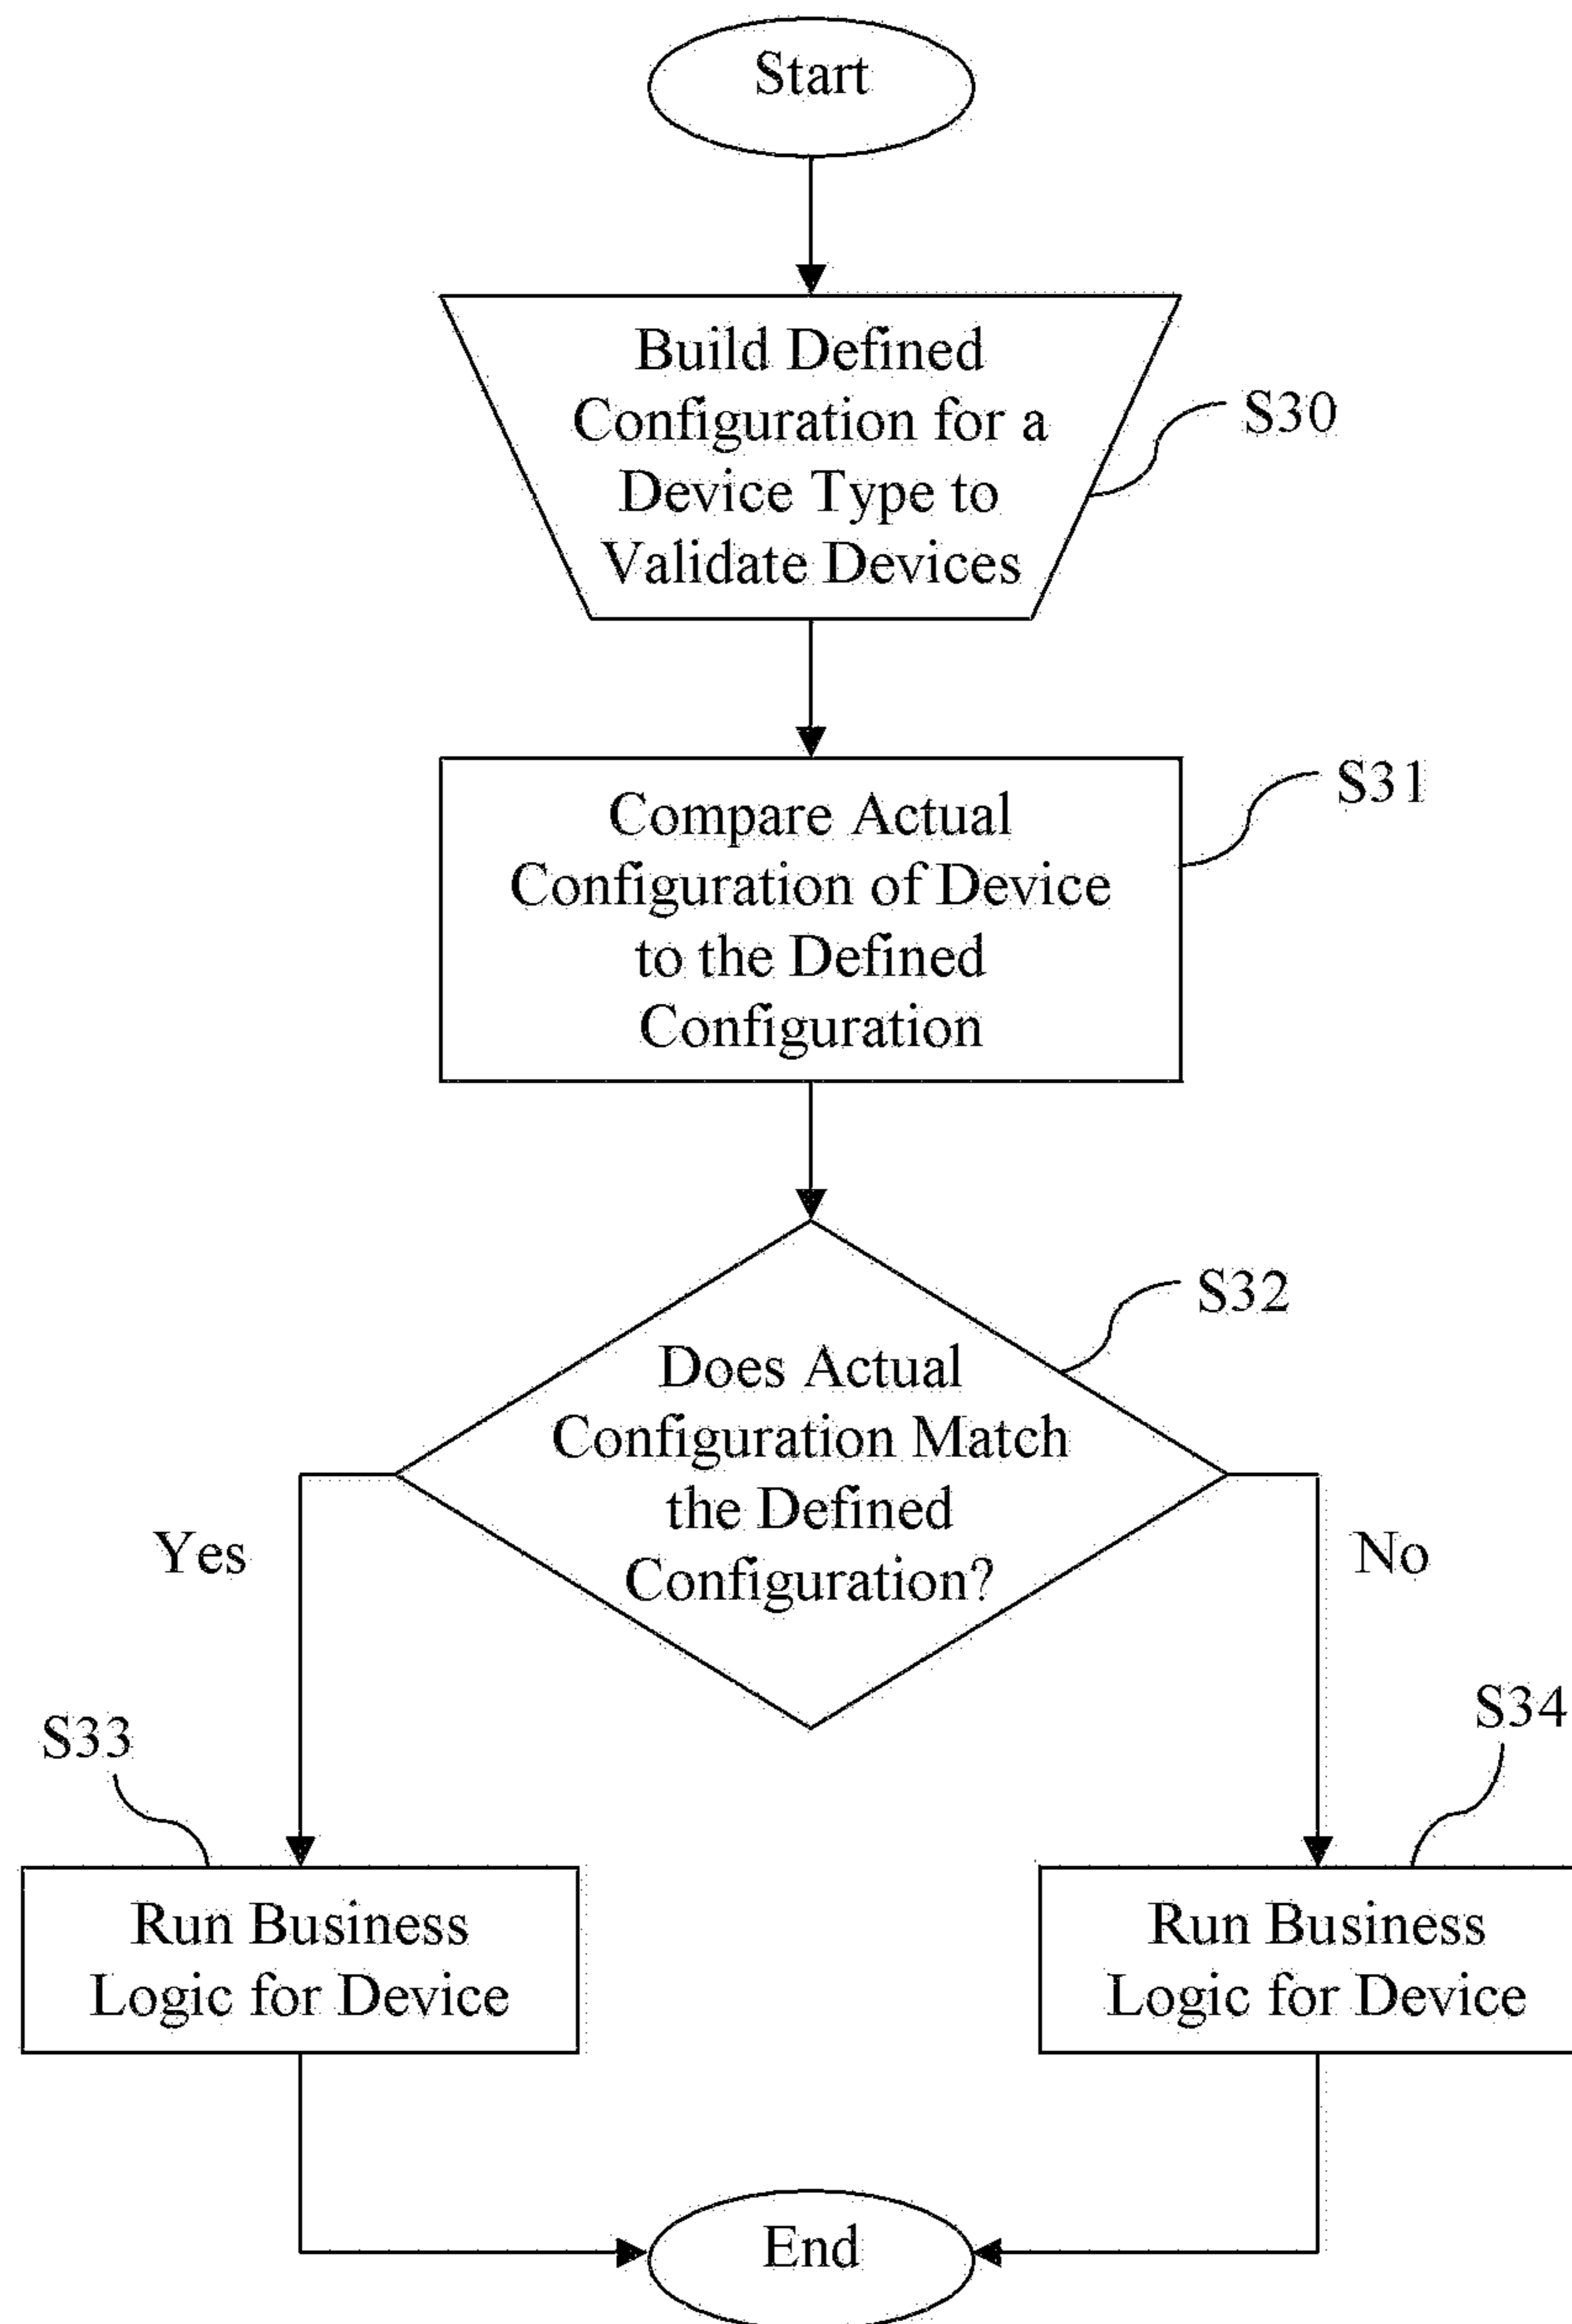 Start
Build Defined
Configuration for a
Device Type to
Validate Devices
S30
Compare Actual
Configuration of Device
to the Defined
Configuration
S31
S32
Does Actual
Configuration Match
the Defined
Configuration?
Yes
No
S33
S34
Run Business
Logic for Device
Run Business
Logic for Device
End